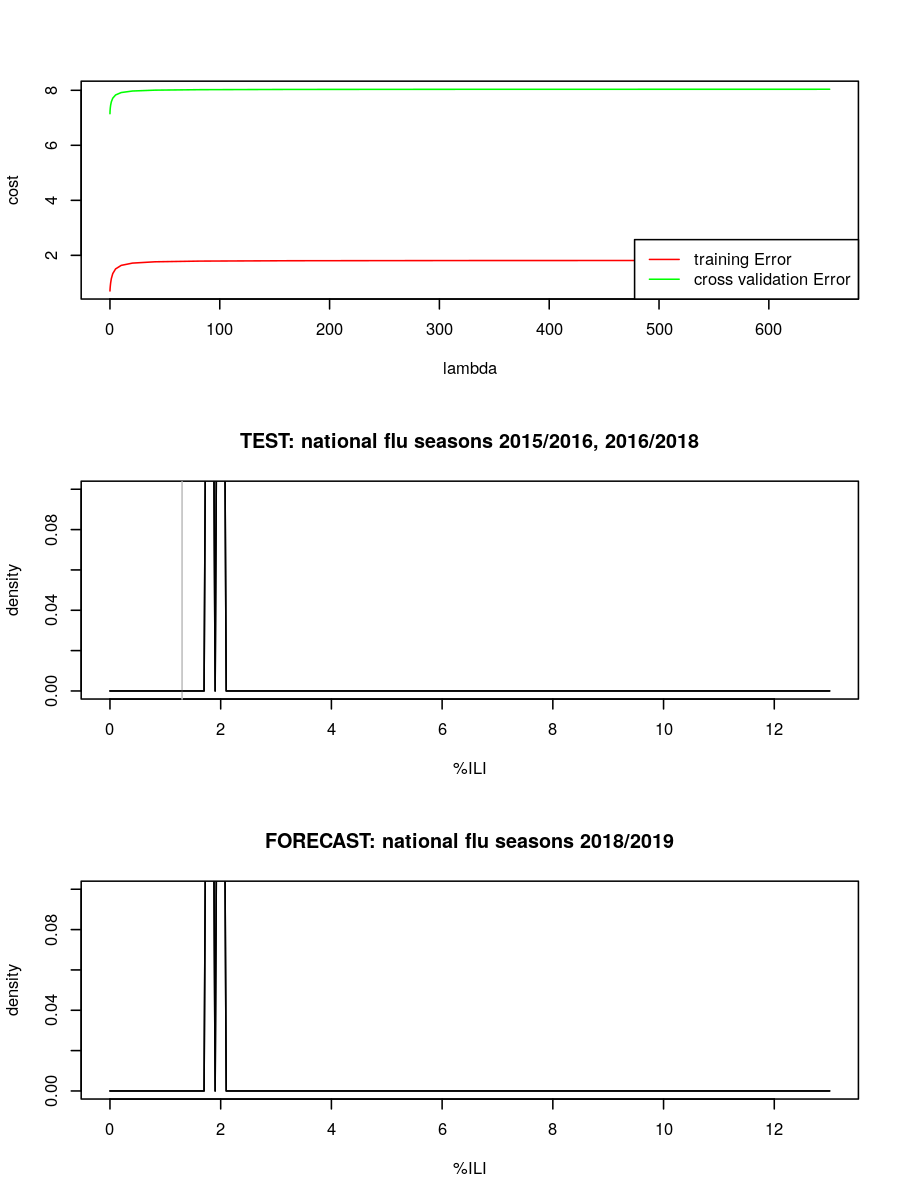 8
6
4
2
cost
training Error
cross validation Error
0 100 200 300 400 500 600
lambda
TEST: national flu seasons 2015/2016, 2016/2018
0.08
0.04
0.00
density
0 2 4 6 8 10 12
%ILI
FORECAST: national flu seasons 2018/2019
0.08
0.04
0.00
density
0 2 4 6 8 10 12
%ILI